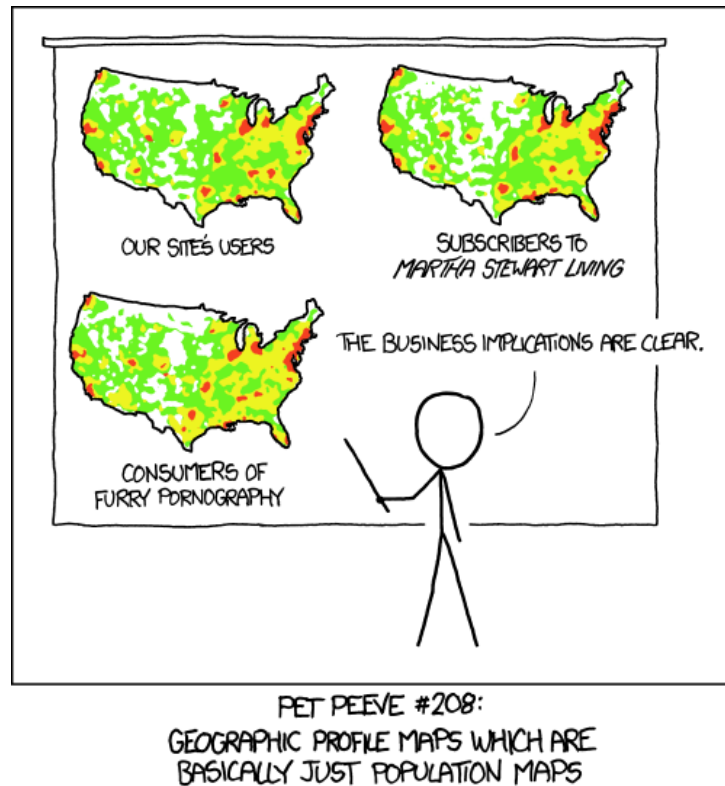 OUR SITE'S USERS
SUBSCRIBERS TO
MARTHA STEWART LIVING
THE BUSINESS IMPLICATIONS ARE CLEAR.
CONSUMERS OF
FURRY PORNOGRAPHY
PET PEEVE #208:
GEOGRAPHIC PROFILE MAPS WHICH ARE
BASICALLY JUST POPULATION MAPS